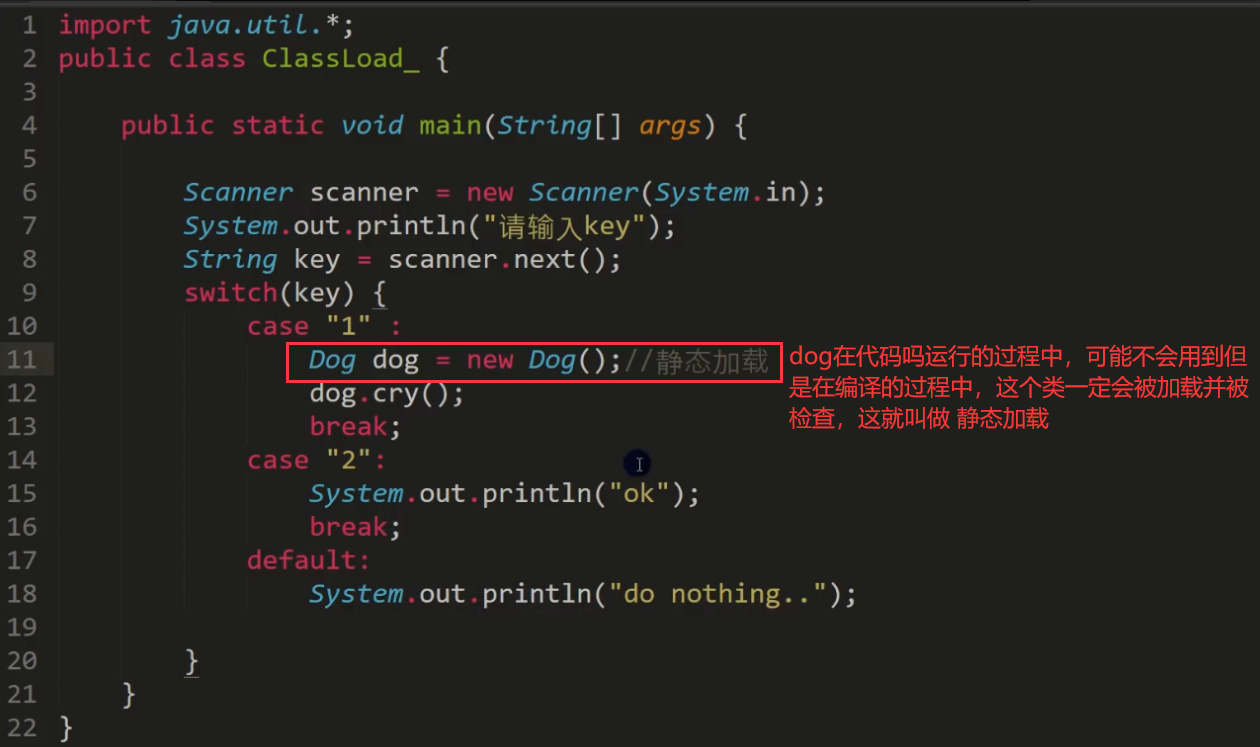 1 import java.util.*;
2 public class ClassLoad_ {
3
4 public static void main(String[] args) {
5
6 Scanner scanner = new Scanner(System.in);
7 System.out.println("请输入key");
8 String key = scanner.next();
9 switch(key) {
10 case "1" :
11 Dog dog = new Dog();//静态加载
dog在代码吗运行的过程中，可能不会用到但
是在编译的过程中，这个类一定会被加载并被
检查，这就叫做 静态加载
12 dog.cry();
13 break;
14 case "2":
15 System.out.println("ok");
16 break;
17 default:
18 System.out.println("do nothing..");
19
20 }
21 }
22 }